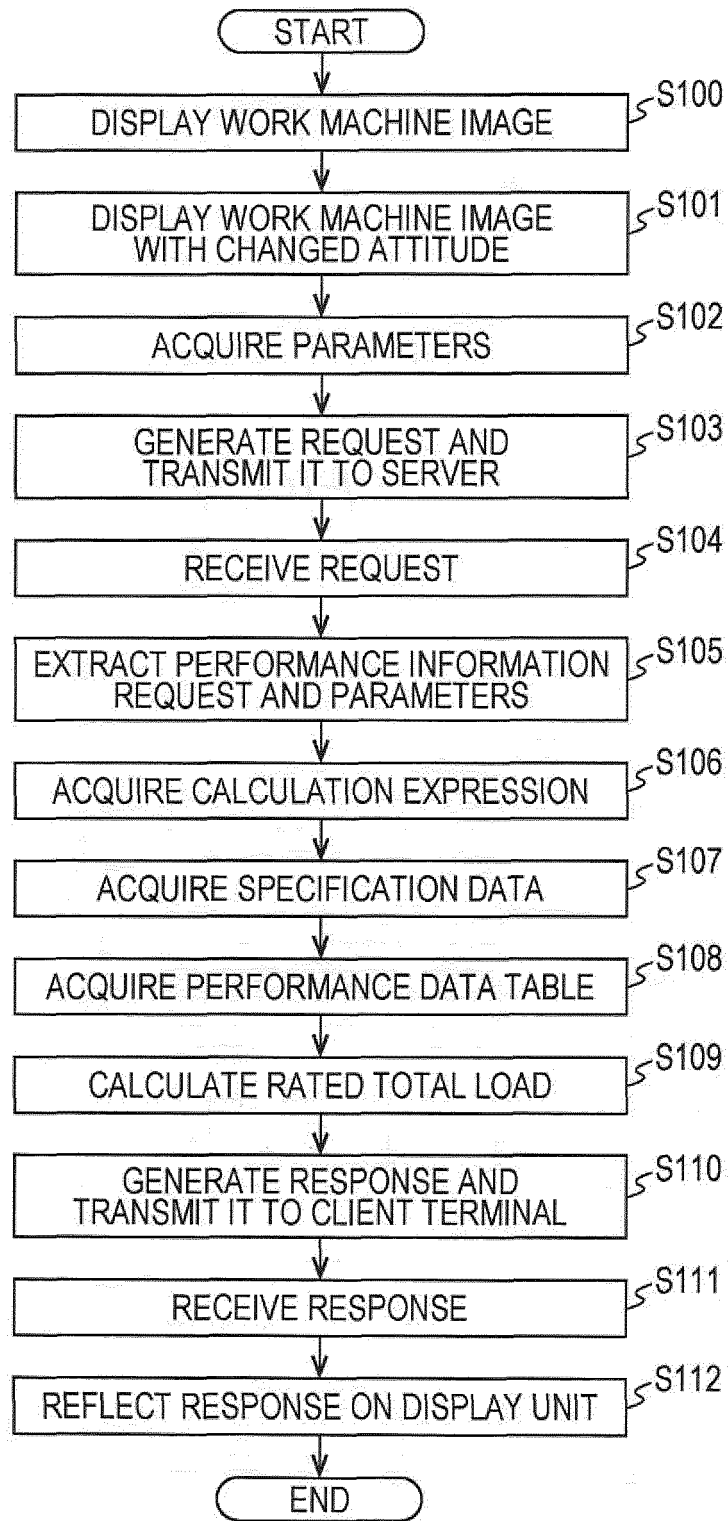 START
S100
DISPLAY WORK MACHINE IMAGE
S101
DISPLAY WORK MACHINE IMAGE
WITH CHANGED ATTITUDE
S102
ACQUIRE PARAMETERS
S103
GENERATE REQUEST AND
TRANSMIT IT TO SERVER
S104
RECEIVE REQUEST
S105
EXTRACT PERFORMANCE INFORMATION
REQUEST AND PARAMETERS
S106
ACQUIRE CALCULATION EXPRESSION
S107
ACQUIRE SPECIFICATION DATA
S108
ACQUIRE PERFORMANCE DATA TABLE
S109
CALCULATE RATED TOTAL LOAD
S110
GENERATE RESPONSE AND
TRANSMIT IT TO CLIENT TERMINAL
S111
RECEIVE RESPONSE
S112
REFLECT RESPONSE ON DISPLAY UNIT
END